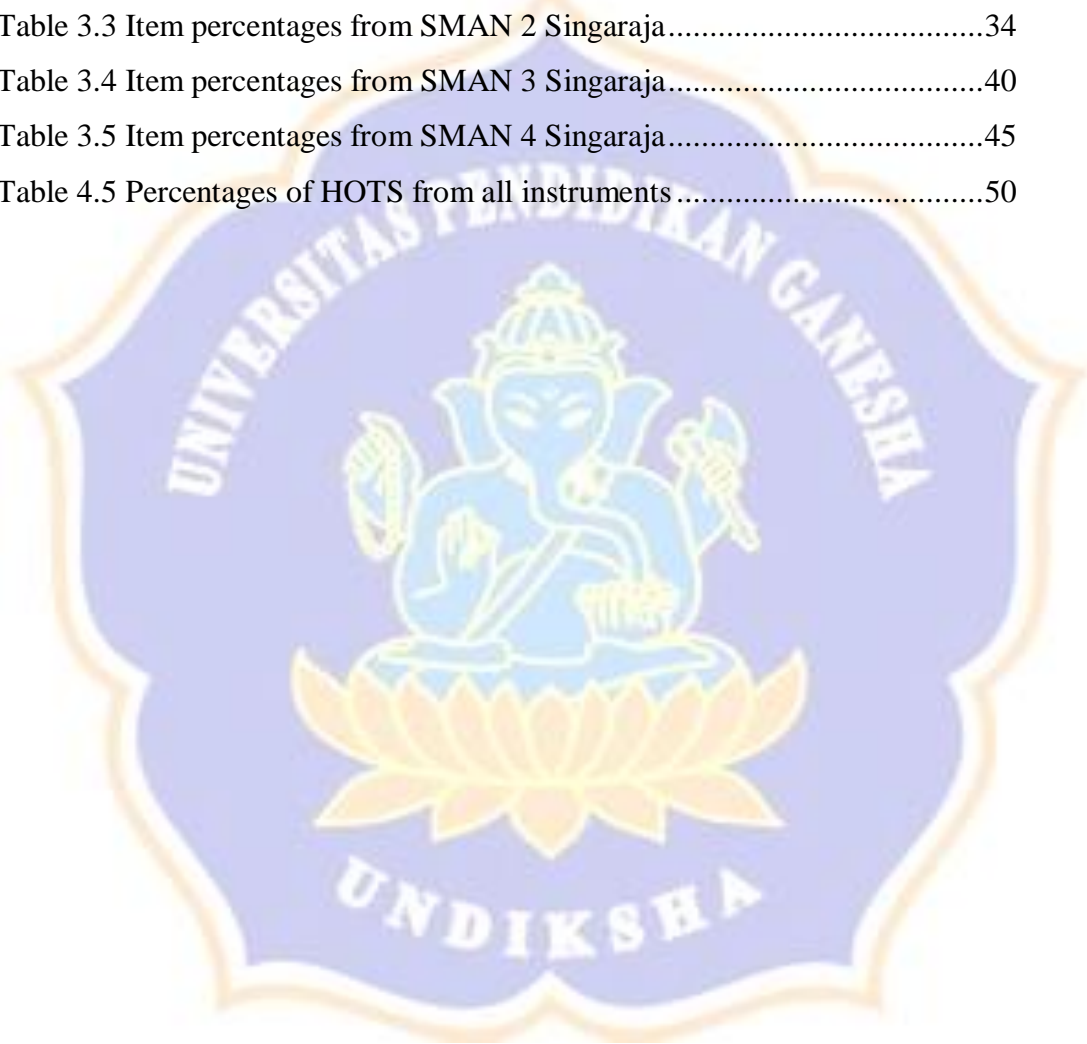 Table 3.3 Item percentages from SMAN 2 Singaraja....................................34
Table 3.4 Item percentages from SMAN 3 Singaraja....................................40
Table 3.5 Item percentages from SMAN 4 Singaraja....................................45
Table 4.5 Percentages of HOTS from all instruments...................................50
UNIVERSITAS PENDIDIKAN GANESHA
UNDIKSHA